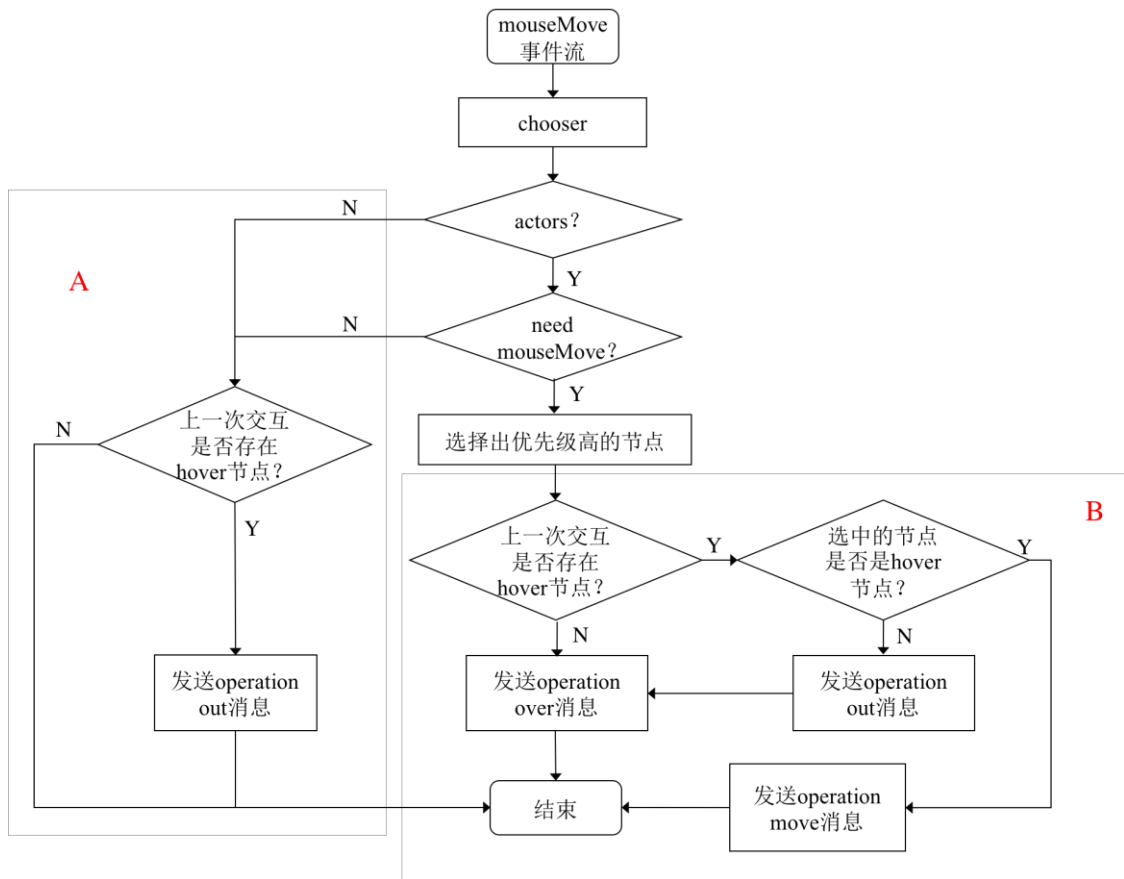 mouseMove
事件流
chooser
N
actors？
A
Y
N
need
mouseMove？
Y
N
上一次交互
是否存在
hover节点？
选择出优先级高的节点
B
Y
上一次交互
是否存在
hover节点？
Y
选中的节点
是否是hover
节点？
Y
N
N
发送operation
out消息
发送operation
over消息
发送operation
out消息
结束
发送operation
move消息